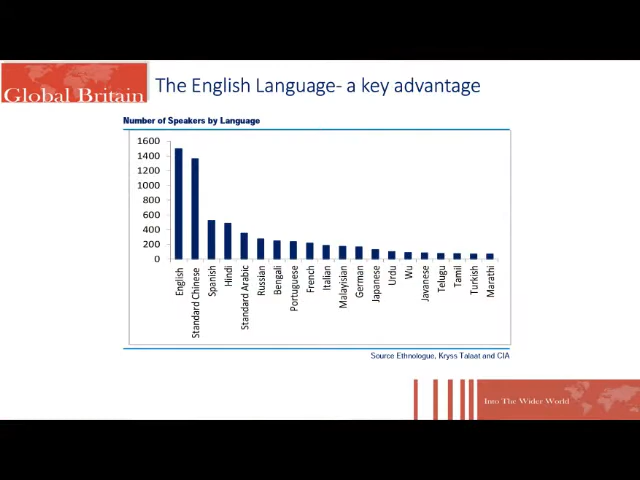 Global Britain
The English Language- a key advantage
Number of Speakers by Language
1600
1400
1200
1000
800
600
400
200
0
English
Standard Chinese
Spanish
Hindi
Standard Arabic
Russian
Bengali
Portuguese
French
Italian
Malayisian
German
Japanese
Urdu
Wu
Javanese
Telugu
Tamil
Turkish
Marathi
Source Ethnologue, Kryss Talaat and CIA
Into The Wider World